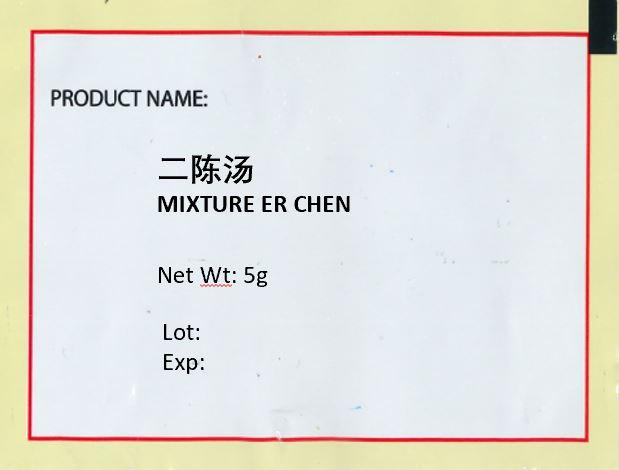 PRODUCT NAME:
二陈汤
MIXTURE ER CHEN
Net Wt: 5g
Lot:
Exp: